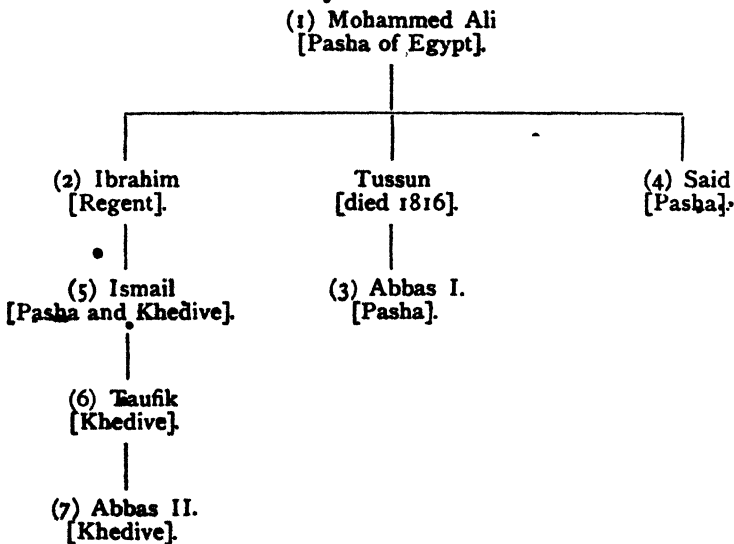 (1) Mohammed Ali
[Pasha of Egypt].
(2) Ibrahim
[Regent].
Tussun
[died 1816].
(4) Said
[Pasha].
(5) Ismail
[Pasha and Khedive].
(3) Abbas I.
[Pasha].
(6) Taufik
[Khedive].
(7) Abbas II.
[Khedive].